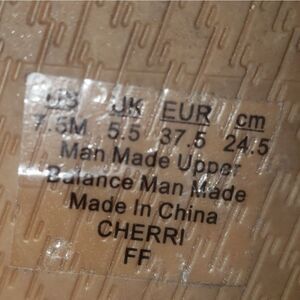 US UK EUR cm
7.5M 5.5 37.5 24.5
Man Made Upper
Balance Man Made
Made In China
CHERRI
FF